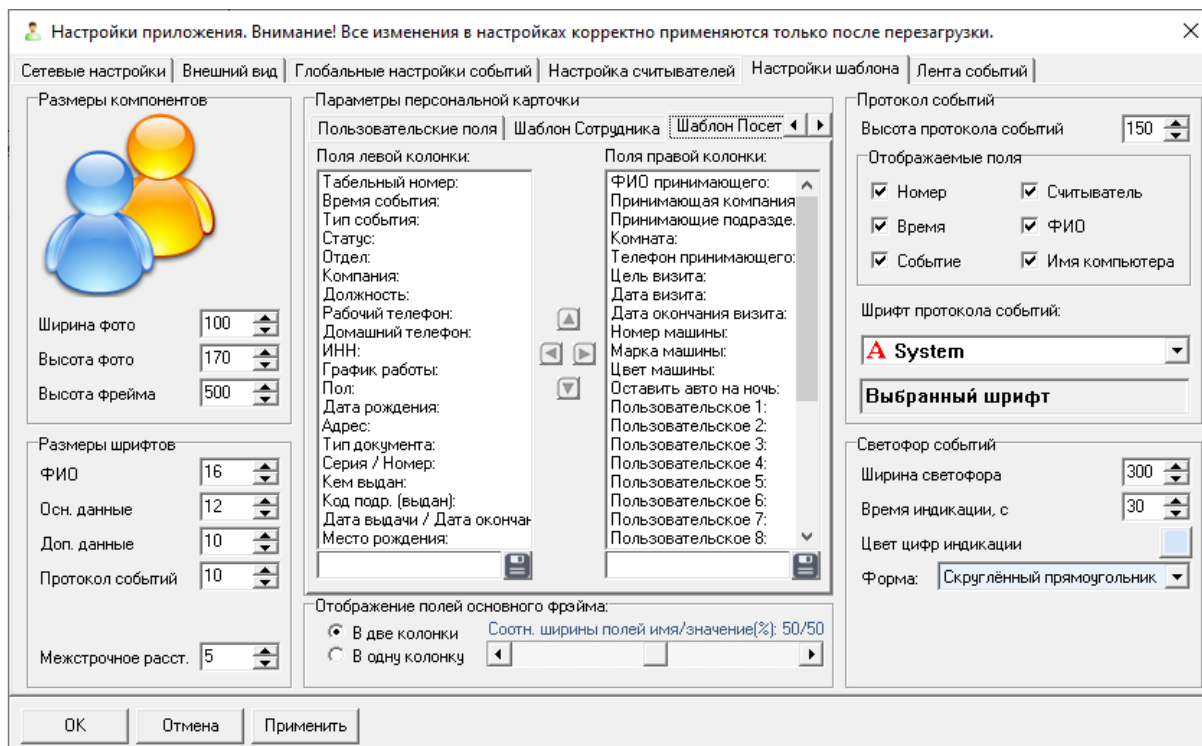 Настройки приложения. Внимание! Все изменения в настройках корректно применяются только после перезагрузки.
Сетевые настройки
Внешний вид
Глобальные настройки событий
Настройка считывателей
Настройки шаблона
Лента событий
Размеры компонентов
Ширина фото 100
Высота фото 170
Высота фрейма 500
Размеры шрифтов
ФИО 16
Осн. данные 12
Доп. данные 10
Протокол событий 10
Межстрочное расст. 5
Параметры персональной карточки
Пользовательские поля
Шаблон Сотрудника
Шаблон Посет
Поля левой колонки:
Табельный номер:
Время события:
Тип события:
Статус:
Отдел:
Компания:
Должность:
Рабочий телефон:
Домашний телефон:
ИНН:
График работы:
Пол:
Дата рождения:
Адрес:
Тип документа:
Серия / Номер:
Кем выдан:
Код подр. (выдан):
Дата выдачи / Дата окончан
Место рождения:
Поля правой колонки:
ФИО принимающего:
Принимающая компания
Принимающие подразде.
Комната:
Телефон принимающего:
Цель визита:
Дата визита:
Дата окончания визита:
Номер машины:
Марка машины:
Цвет машины:
Оставить авто на ночь:
Пользовательское 1:
Пользовательское 2:
Пользовательское 3:
Пользовательское 4:
Пользовательское 5:
Пользовательское 6:
Пользовательское 7:
Пользовательское 8:
Отображение полей основного фрэйма:
В две колонки
В одну колонку
Соотн. ширины полей имя/значение(%): 50/50
Протокол событий
Высота протокола событий 150
Отображаемые поля
Номер
Считыватель
Время
ФИО
Событие
Имя компьютера
Шрифт протокола событий:
A System
Выбранный шрифт
Светофор событий
Ширина светофора 300
Время индикации, с 30
Цвет цифр индикации
Форма: Скруглённый прямоугольник
OK
Отмена
Применить